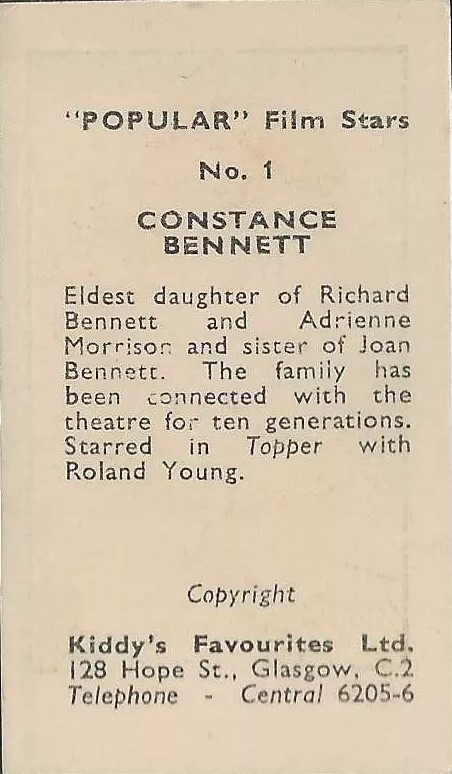 "POPULAR" Film Stars
No. 1
CONSTANCE
BENNETT
Eldest daughter of Richard
Bennett and Adrienne
Morrison and sister of Joan
Bennett. The family has
been connected with the
theatre for ten generations.
Starred in Topper with
Roland Young.
Copyright
Kiddy's Favourites Ltd.
128 Hope St., Glasgow, C.2
Telephone - Central 6205-6